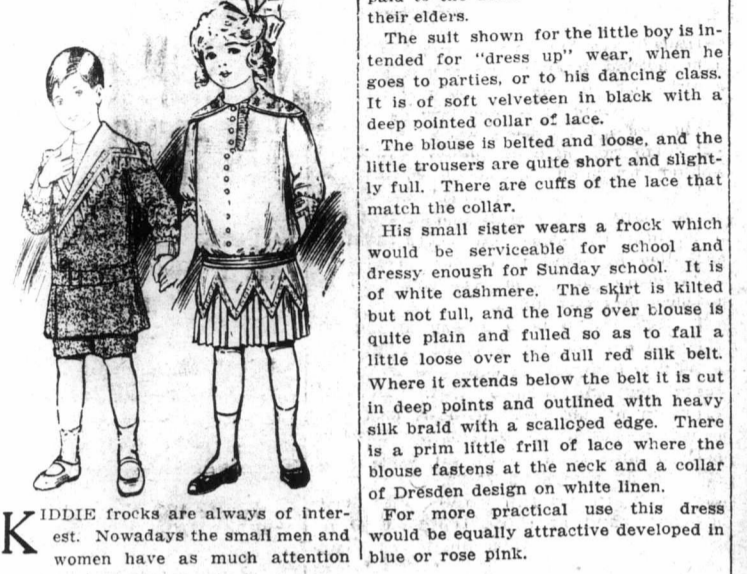 KIDDIE frocks are always of inter-
est. Nowadays the small men and
women have as much attention
their elders.
The suit shown for the little boy is in-
tended for "dress up" wear, when he
goes to parties, or to his dancing class.
It is of soft velveteen in black with a
deep pointed collar of lace.
The blouse is belted and loose, and the
little trousers are quite short and slight-
ly full. There are cuffs of the lace that
match the collar.
His small sister wears a frock which
would be serviceable for school and
dressy enough for Sunday school. It is
of white cashmere. The skirt is kilted
but not full, and the long over blouse is
quite plain and fulled so as to fall a
little loose over the dull red silk belt.
Where it extends below the belt it is cut
in deep points and outlined with heavy
silk braid with a scalloped edge. There
is a prim little frill of lace where the
blouse fastens at the neck and a collar
of Dresden design on white linen.
For more practical use this dress
would be equally attractive developed in
blue or rose pink.